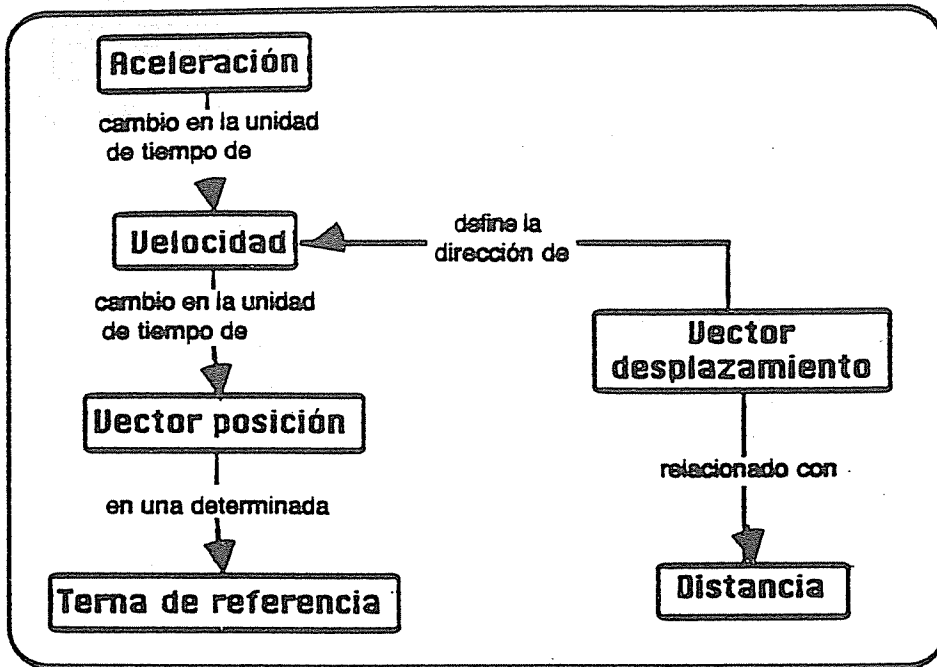 Aceleración
cambio en la unidad
de tiempo de
Velocidad
define la
dirección de
cambio en la unidad
de tiempo de
Vector
desplazamiento
Vector posición
relacionado con
en una determinada
Terna de referencia
Distancia